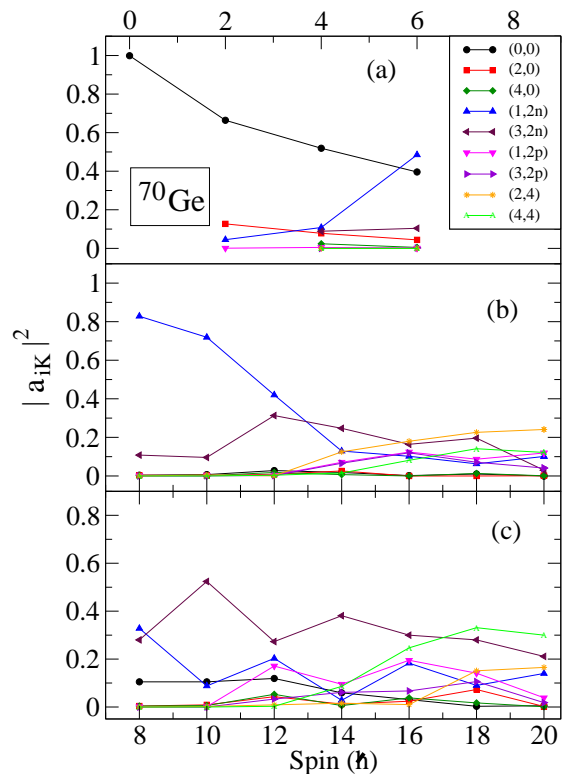 0 2 4 6 8
1
0.8
0.6
0.4
0.2
0
(a)
⁷⁰Ge
(0,0)
(2,0)
(4,0)
(1,2n)
(3,2n)
(1,2p)
(3,2p)
(2,4)
(4,4)
| a_iK |²
1
0.8
0.6
0.4
0.2
0
(b)
0.8
0.6
0.4
0.2
0
(c)
8 10 12 14 16 18 20
Spin (ℏ)